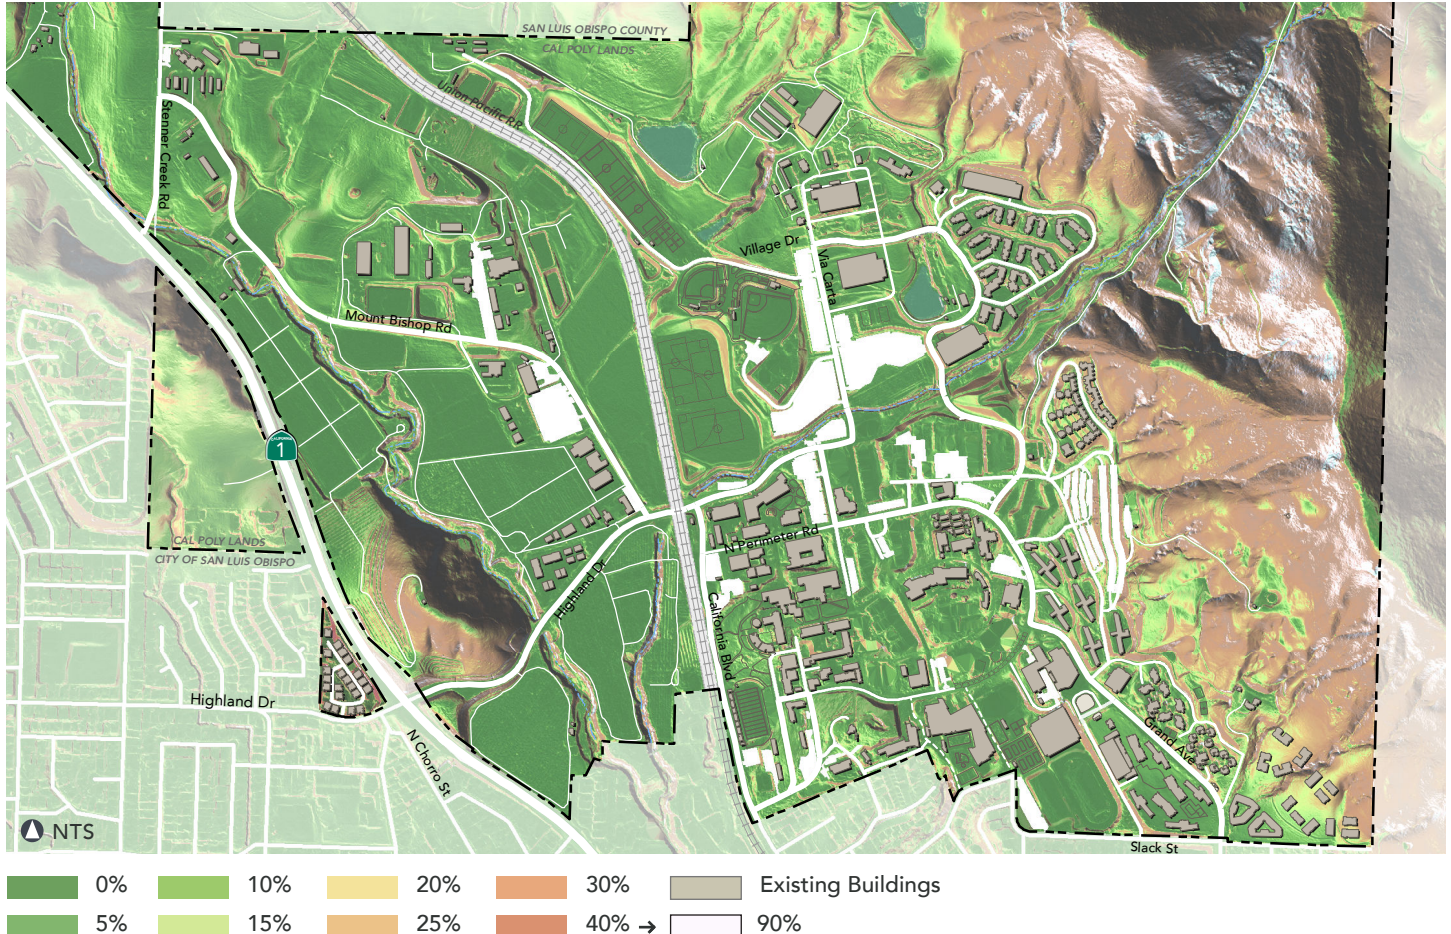 SAN LUIS OBISPO COUNTY
CAL POLY LANDS
Union Pacific RR
Stenner Creek Rd
Village Dr
Via Carta
Mount Bishop Rd
CALIFORNIA
1
N Perimeter Rd
CAL POLY LANDS
CITY OF SAN LUIS OBISPO
Highland Dr
California Blvd
Highland Dr
N Chorro St
Grand Ave
NTS
Slack St
0% 10% 20% 30% Existing Buildings
5% 15% 25% 40% → 90%